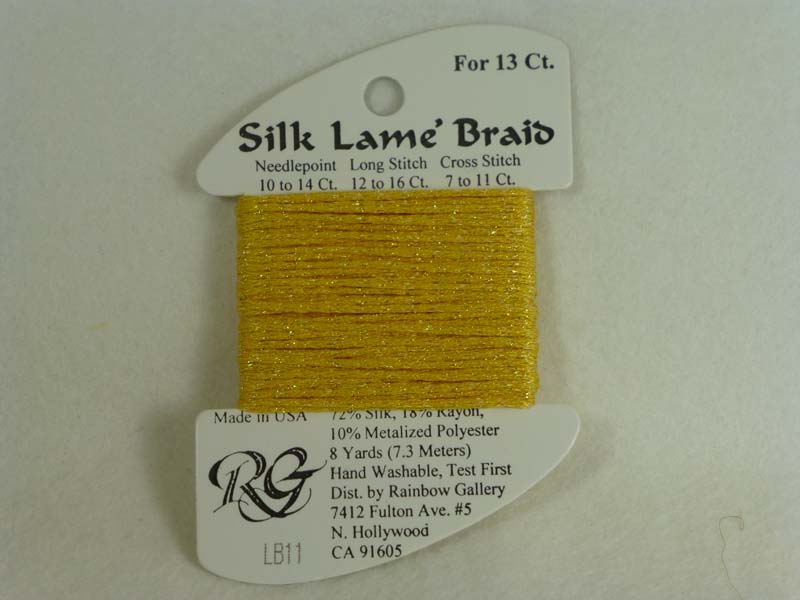 For 13 Ct.
Silk Lame' Braid
Needlepoint Long Stitch Cross Stitch
10 to 14 Ct. 12 to 16 Ct. 7 to 11 Ct.
Made in USA
72% Silk, 18% Rayon,
10% Metalized Polyester
8 Yards (7.3 Meters)
Hand Washable, Test First
Dist. by Rainbow Gallery
7412 Fulton Ave. #5
N. Hollywood
CA 91605
RG
LB11